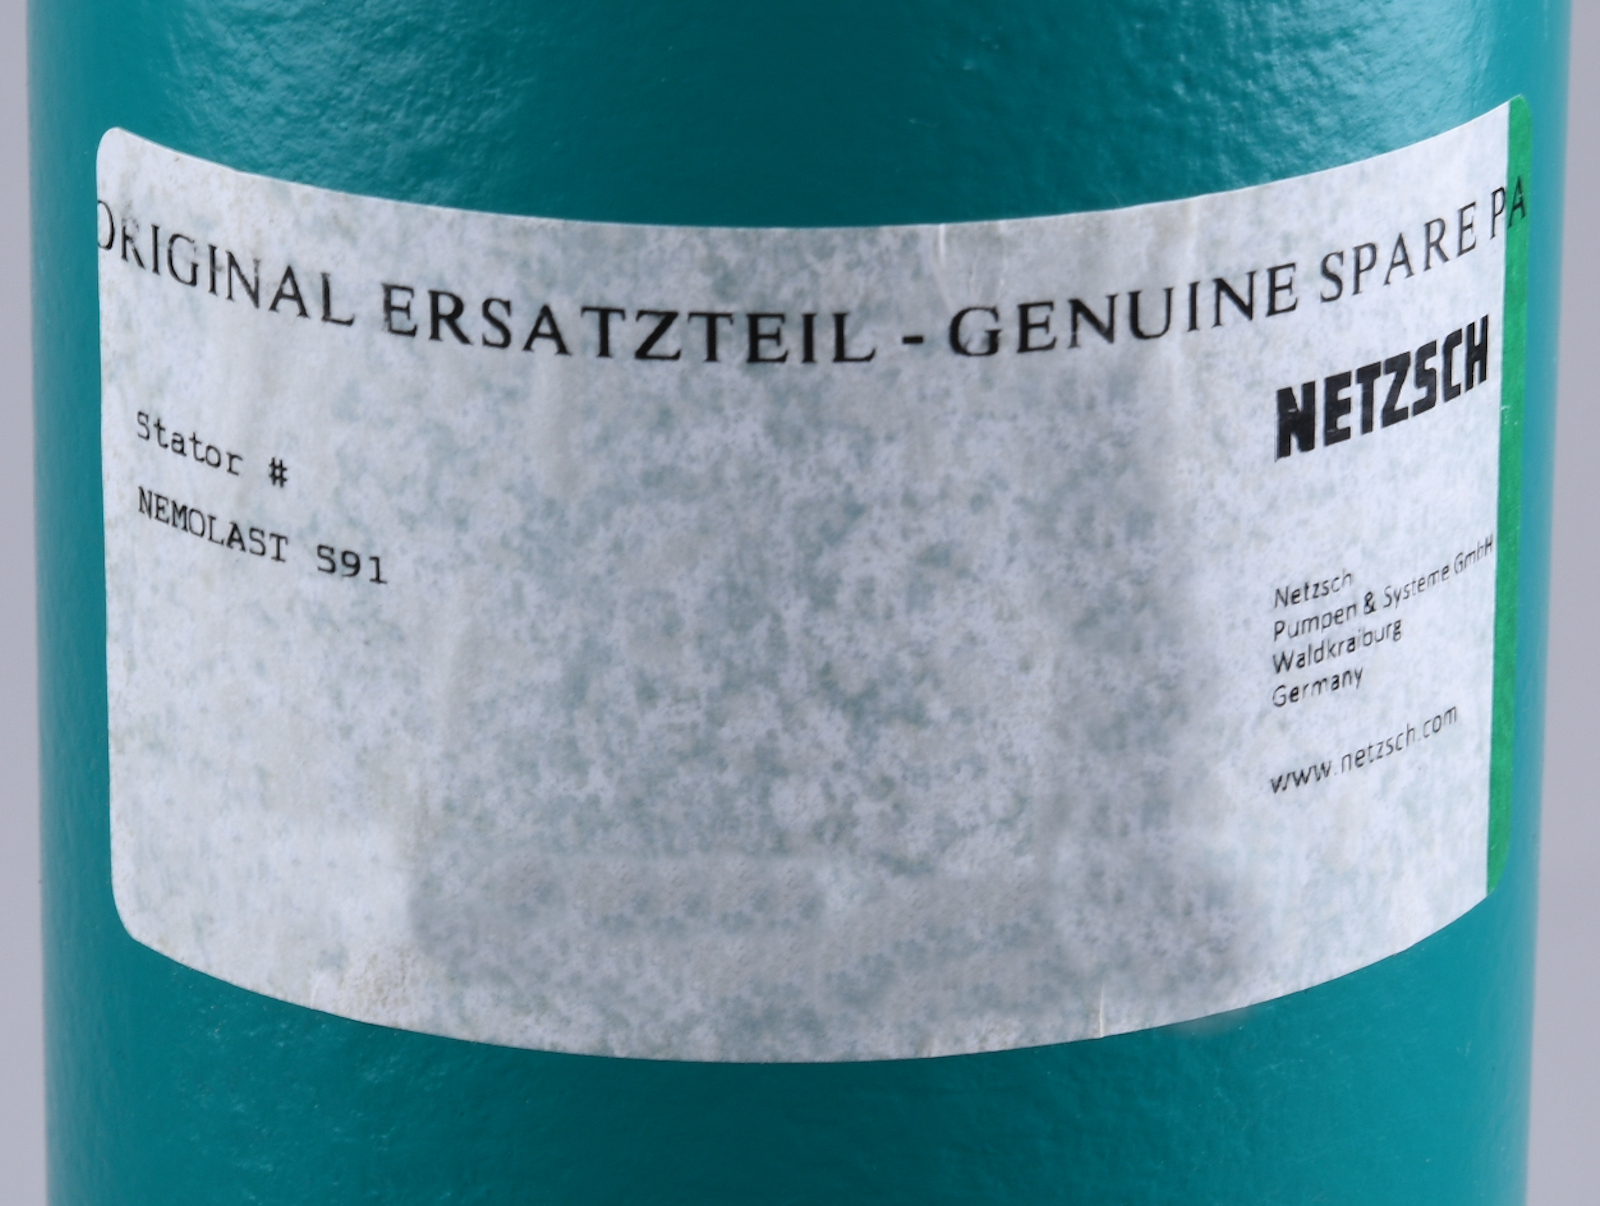 ORIGINAL ERSATZTEIL - GENUINE SPARE PA
NETZSCH
Stator #
NEMOLAST S91
Netzsch
Pumpen & Systeme GmbH
Waldkraiburg
Germany
www.netzsch.com